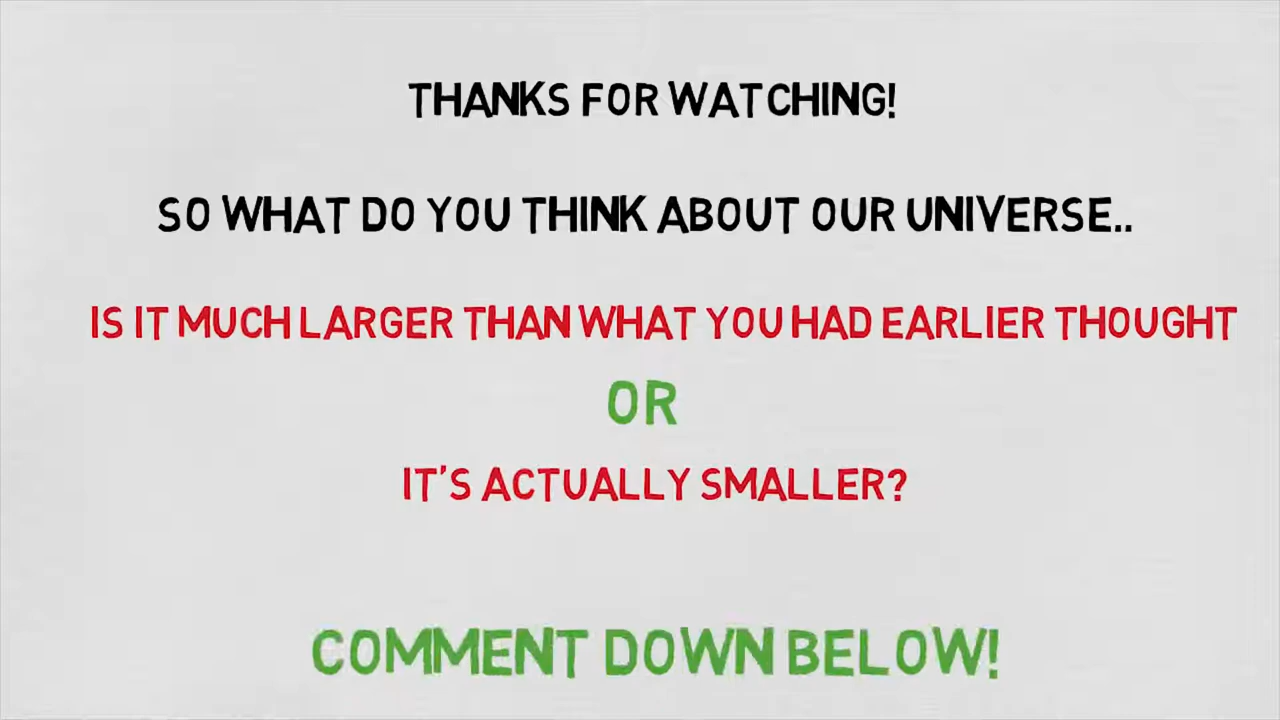 THANKS FOR WATCHING!
SO WHAT DO YOU THINK ABOUT OUR UNIVERSE..
IS IT MUCH LARGER THAN WHAT YOU HAD EARLIER THOUGHT
OR
IT'S ACTUALLY SMALLER?
COMMENT DOWN BELOW!